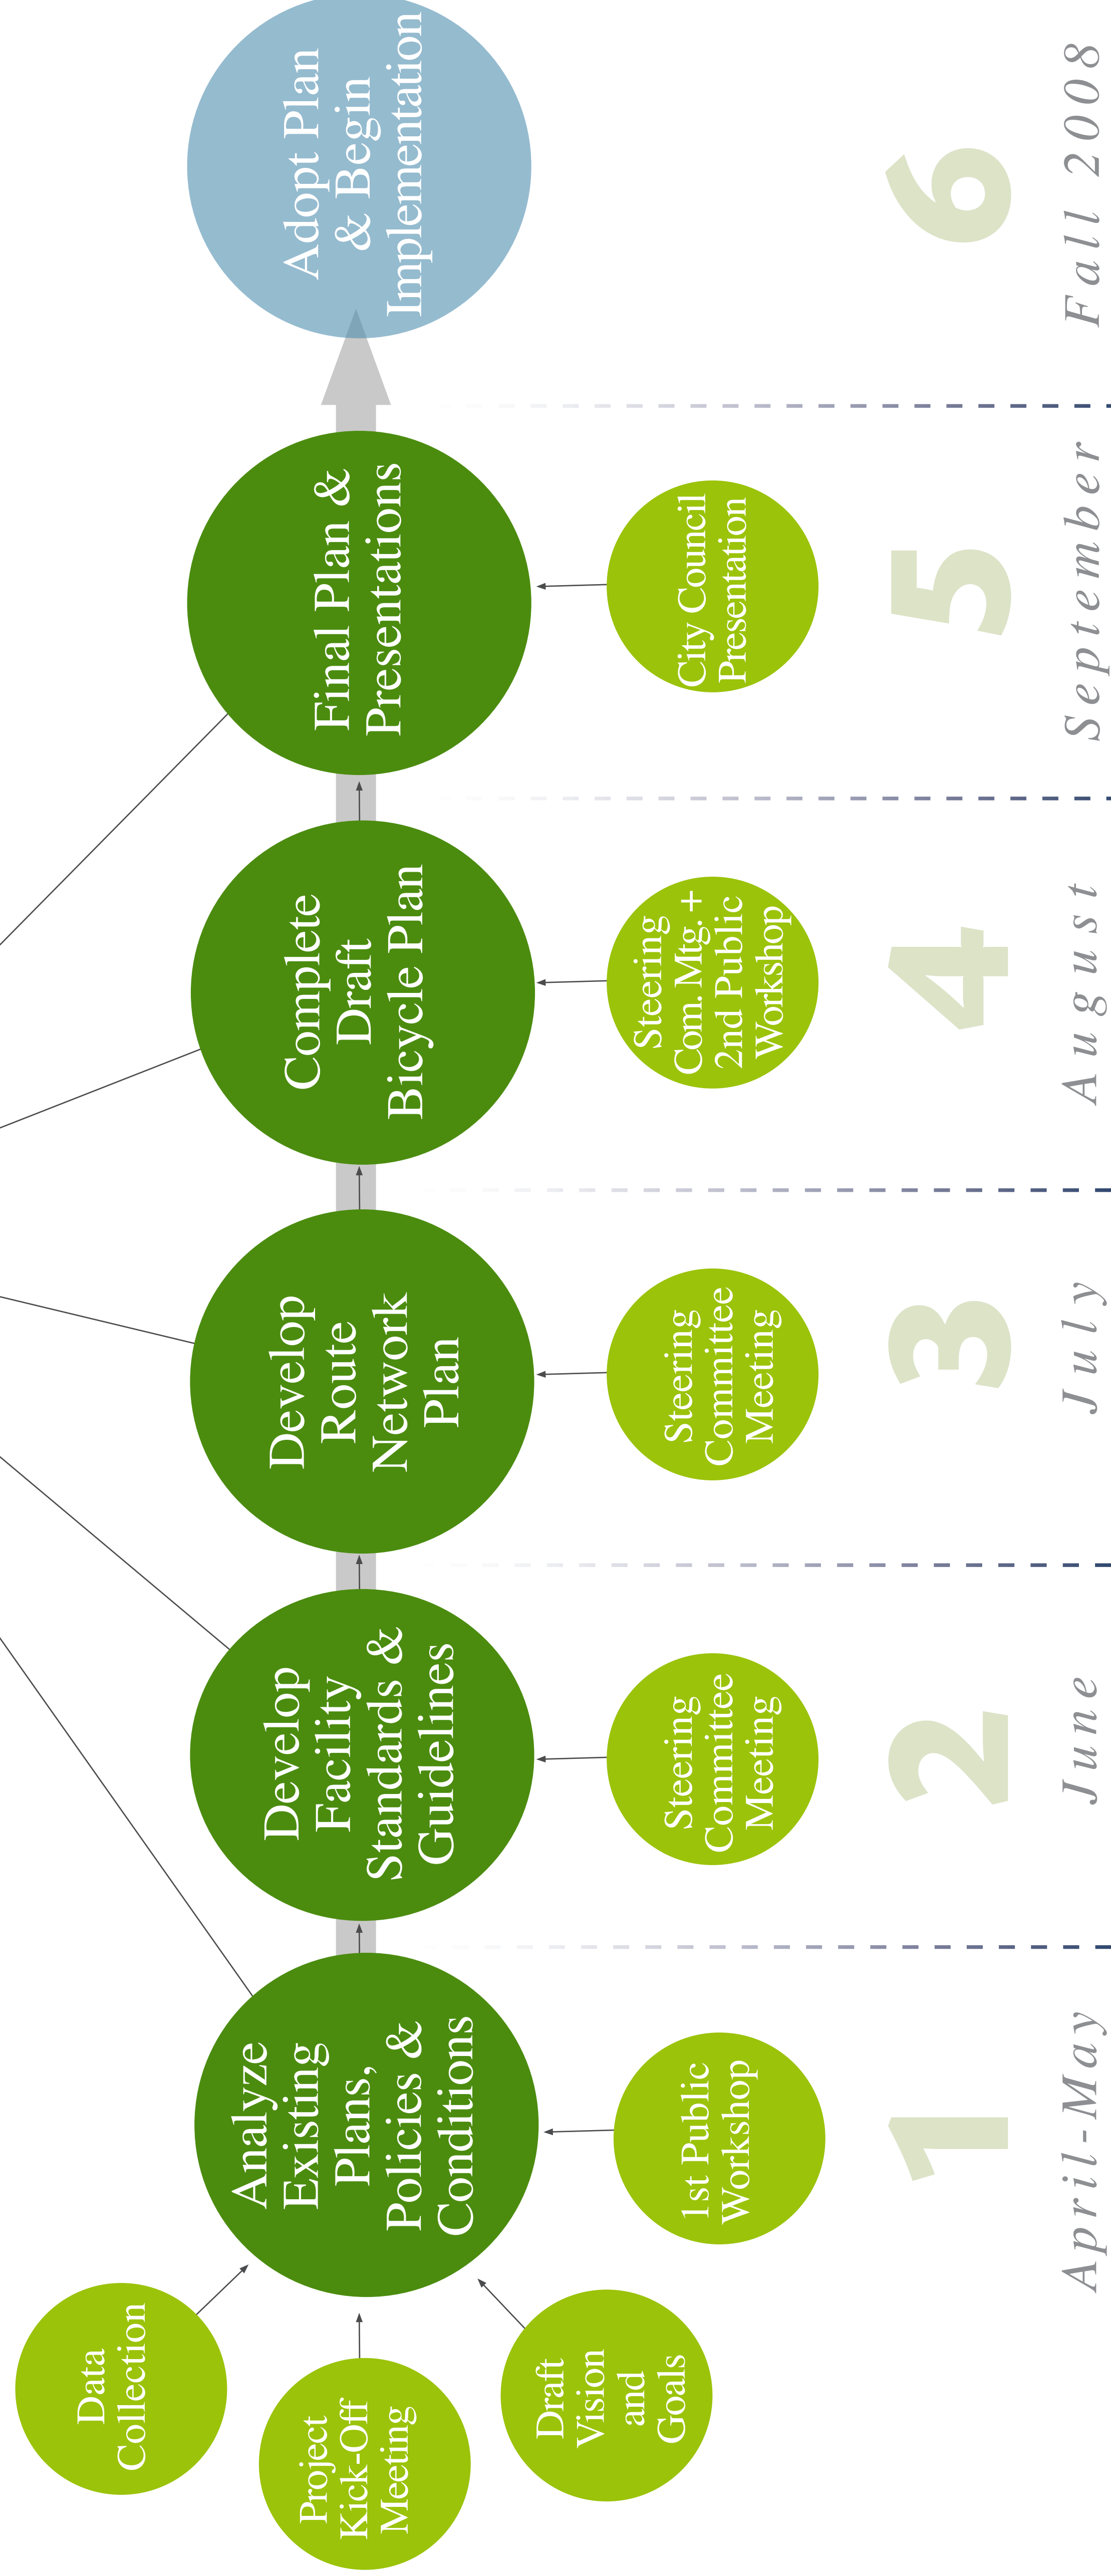 Data
Collection
Project
Kick-Off
Meeting
Draft
Vision
and
Goals
Analyze
Existing
Plans,
Policies &
Conditions
1st Public
Workshop
1
April-May
Develop
Facility
Standards &
Guidelines
Steering
Committee
Meeting
2
June
Develop
Route
Network
Plan
Steering
Committee
Meeting
3
July
Complete
Draft
Bicycle Plan
Steering
Com. Mtg. +
2nd Public
Workshop
4
August
Final Plan &
Presentations
City Council
Presentation
5
September
Adopt Plan
& Begin
Implementation
6
Fall 2008